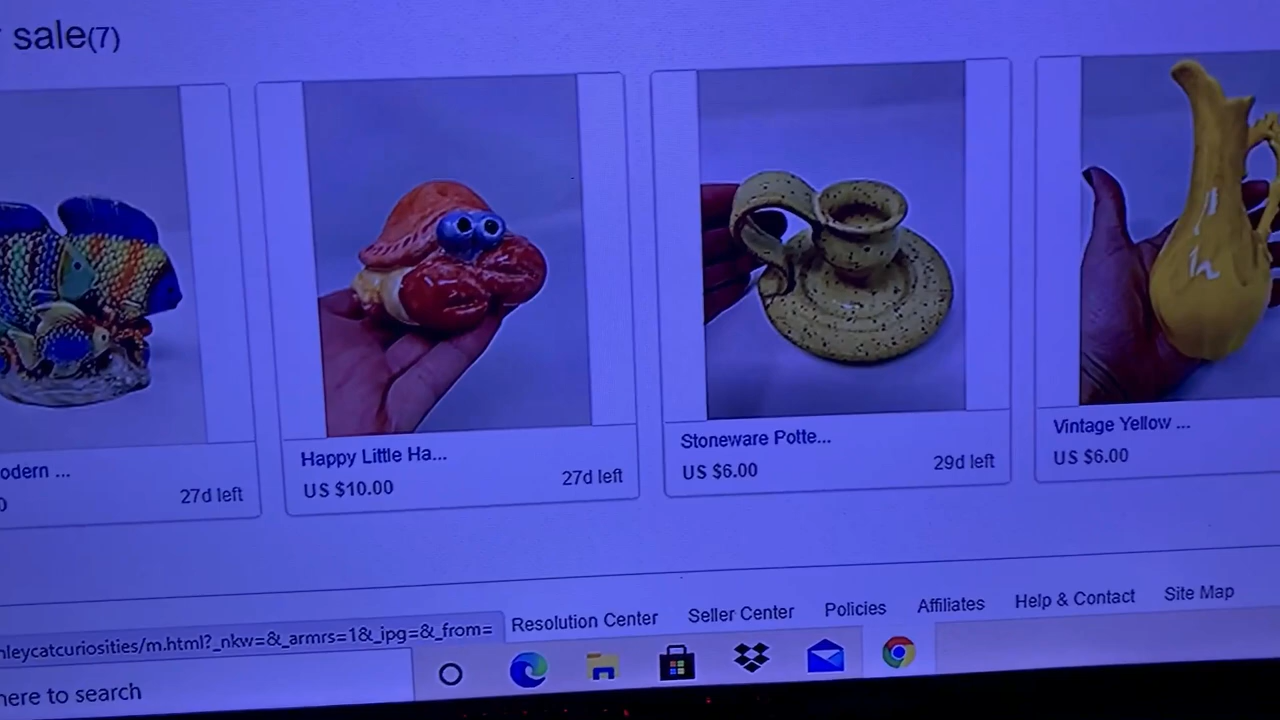 sale(7)
odern ...
0
27d left
Happy Little Ha...
US $10.00
27d left
Stoneware Potte...
US $6.00
29d left
Vintage Yellow ...
US $6.00
Resolution Center Seller Center Policies Affiliates Help & Contact Site Map
leycatcuriosities/m.html?_nkw=&_armrs=1&_ipg=&_from=
here to search